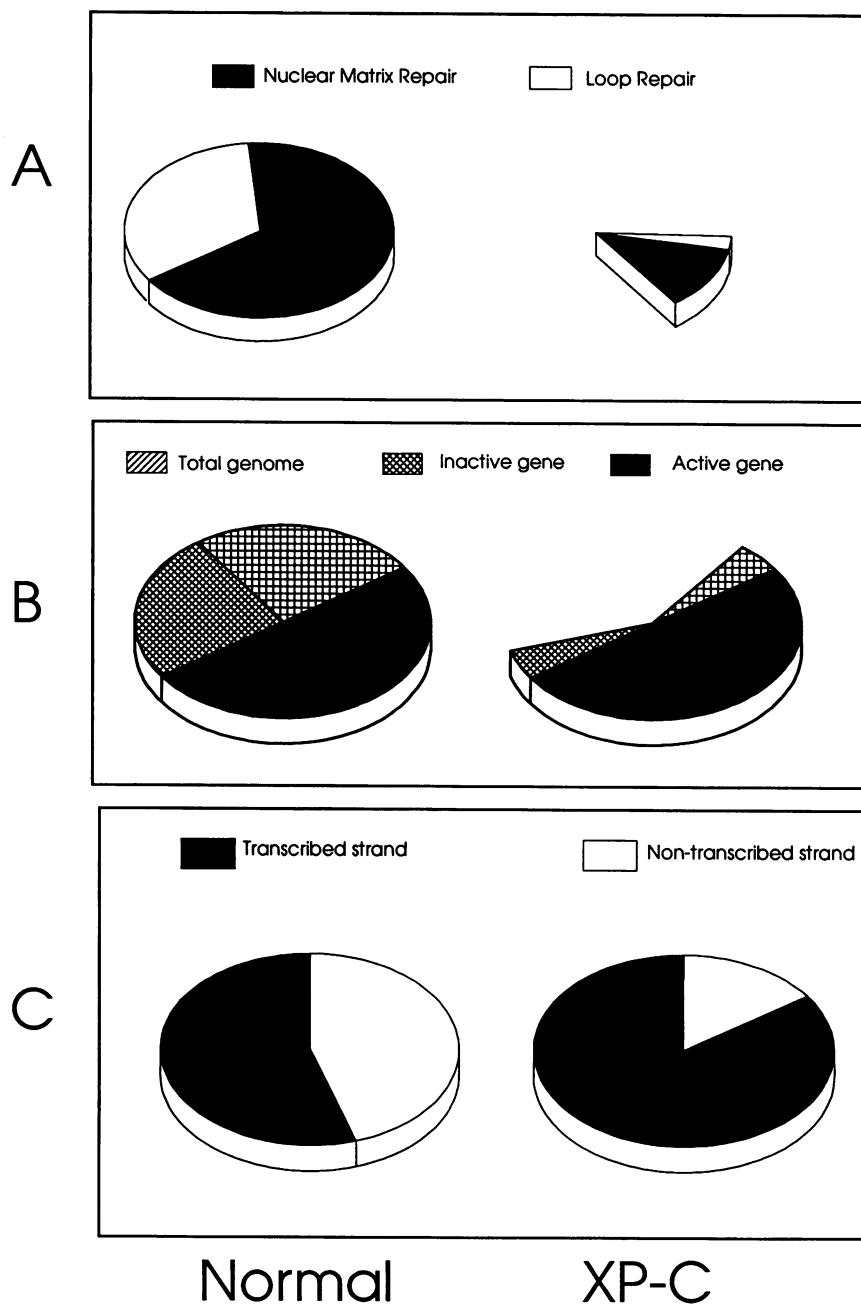 A
Nuclear Matrix Repair Loop Repair
B
Total genome Inactive gene Active gene
C
Transcribed strand Non-transcribed strand
Normal XP-C